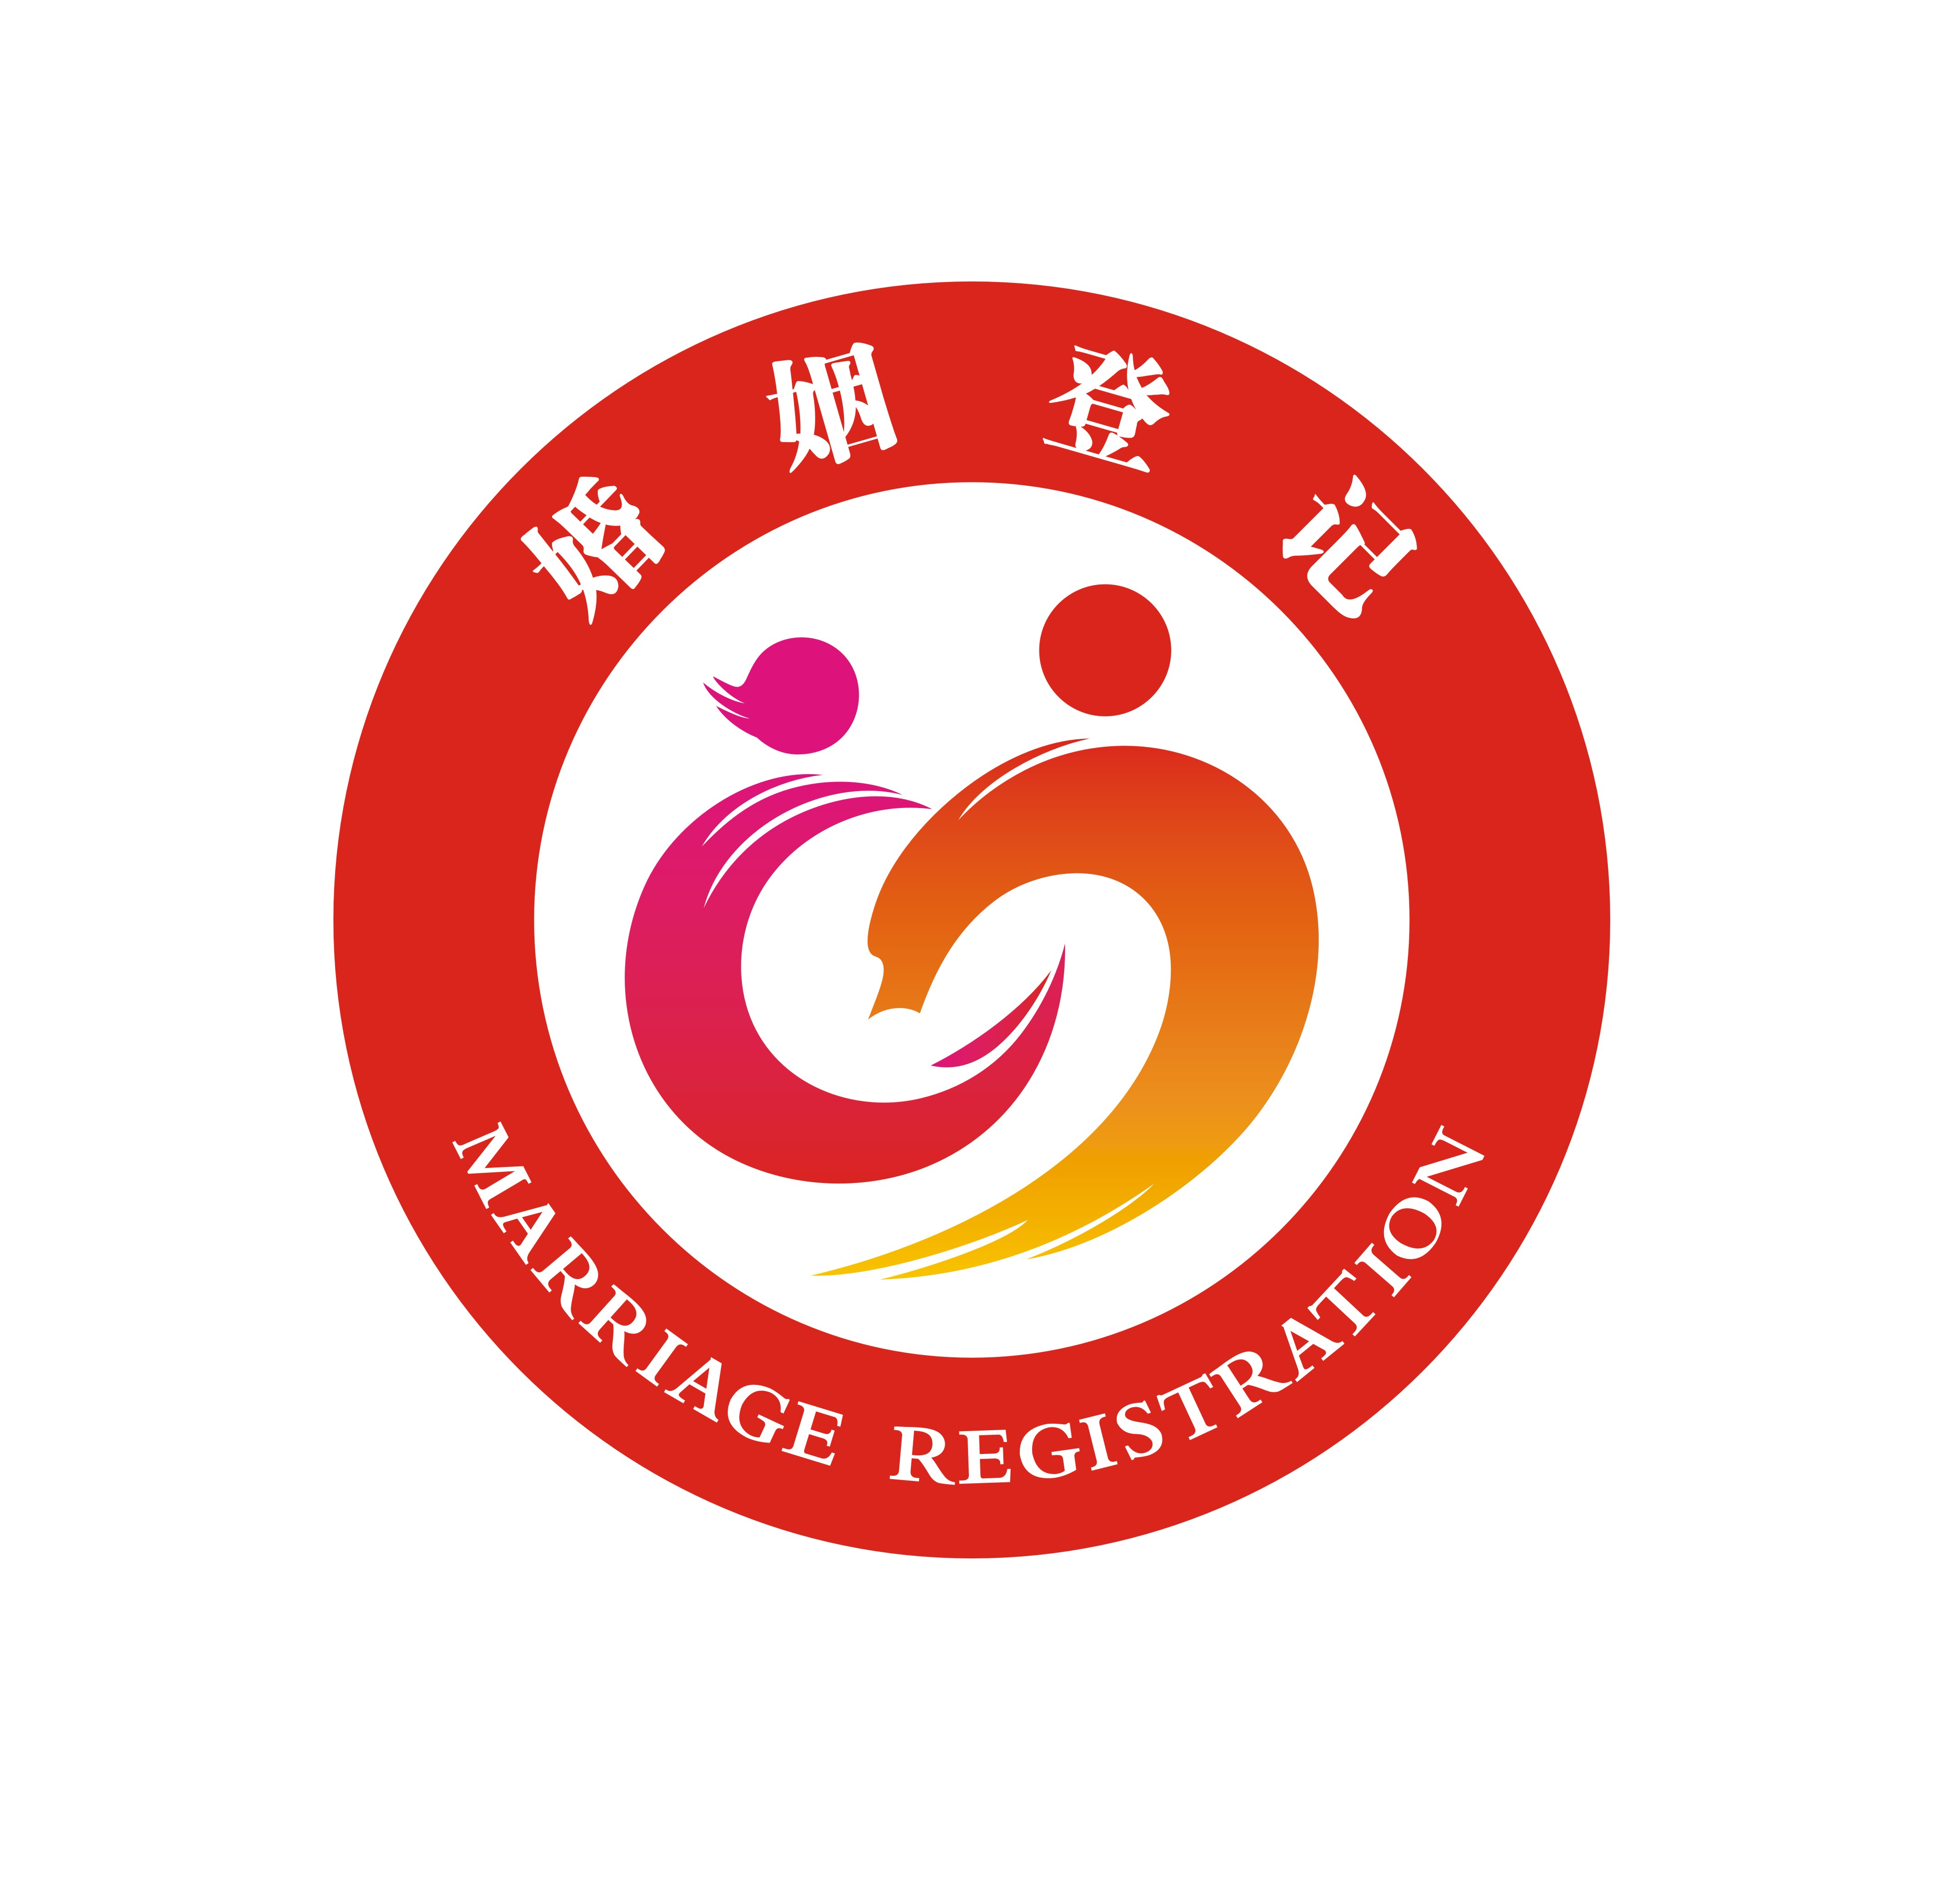 婚姻登记
MARRIAGE REGISTRATION